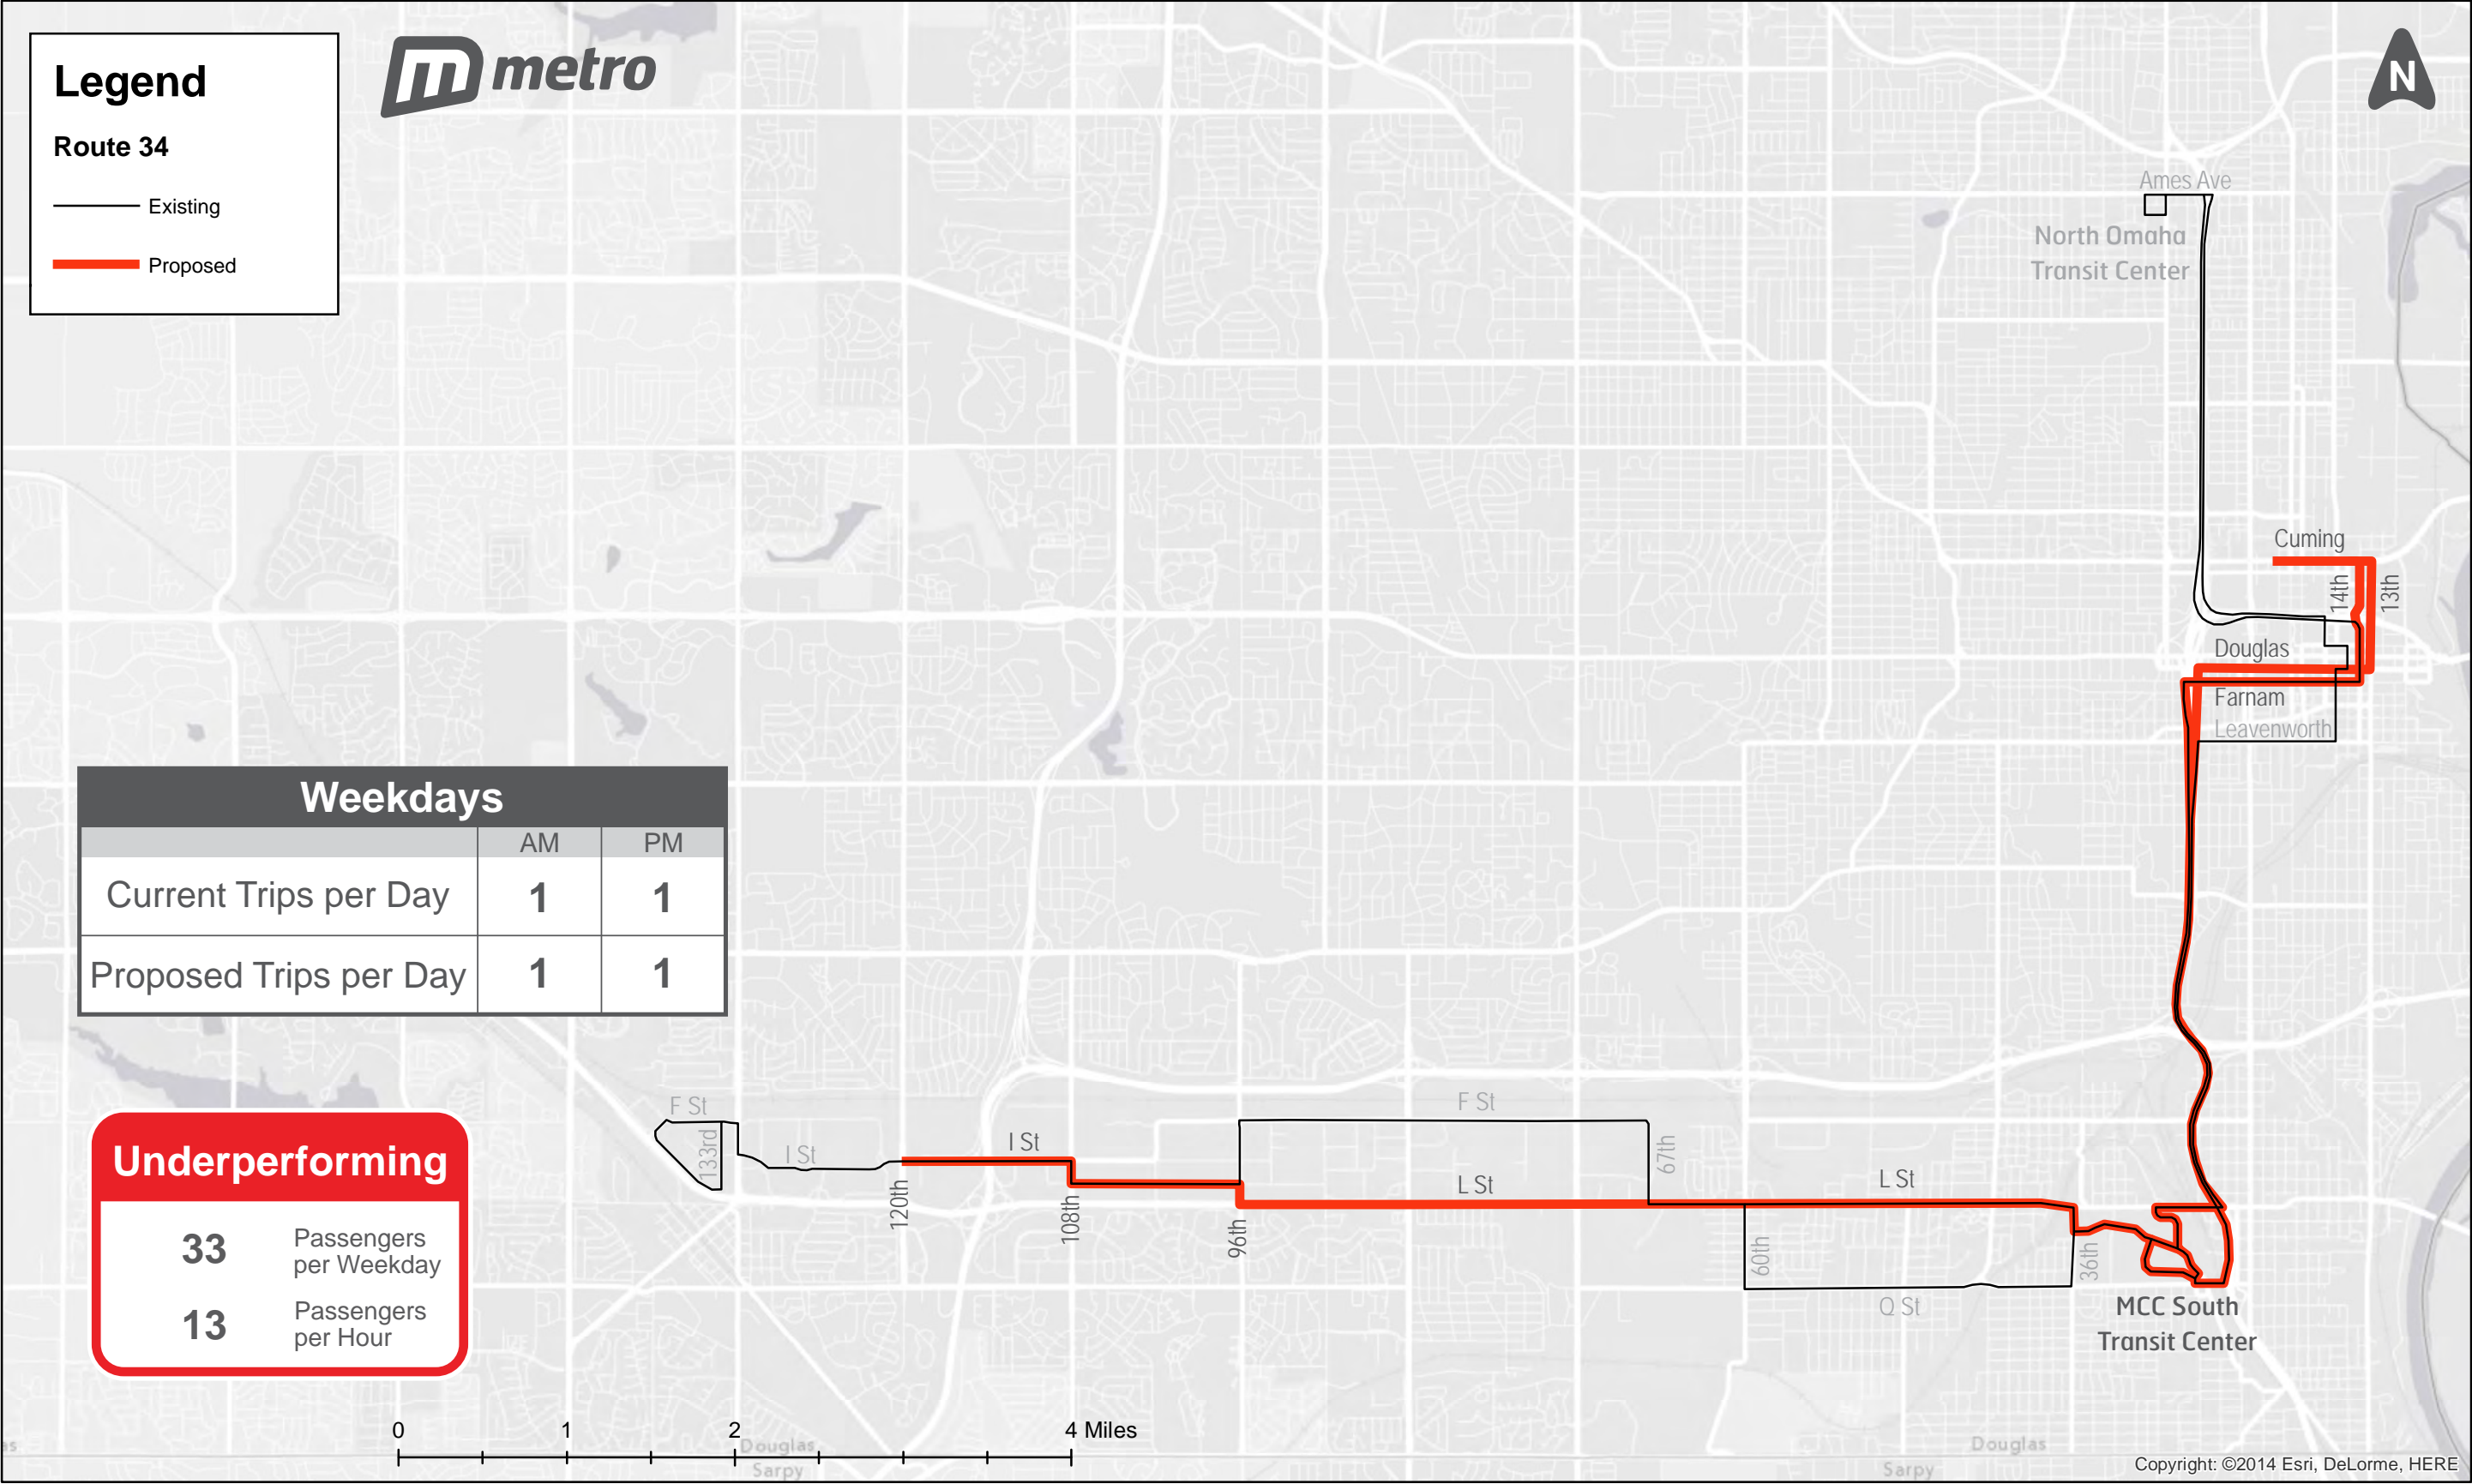 Legend
Route 34
Existing
Proposed
metro
N
Ames Ave
North Omaha
Transit Center
Cuming
14th
13th
Douglas
Farnam
Leavenworth
Weekdays
AM PM
Current Trips per Day 1 1
Proposed Trips per Day 1 1
F St
133rd
I St
I St
120th
108th
96th
F St
L St
67th
L St
60th
36th
Q St
MCC South
Transit Center
Underperforming
33 Passengers
per Weekday
13 Passengers
per Hour
0 1 2 4 Miles
Douglas
Sarpy
Douglas
Sarpy
Copyright: ©2014 Esri, DeLorme, HERE